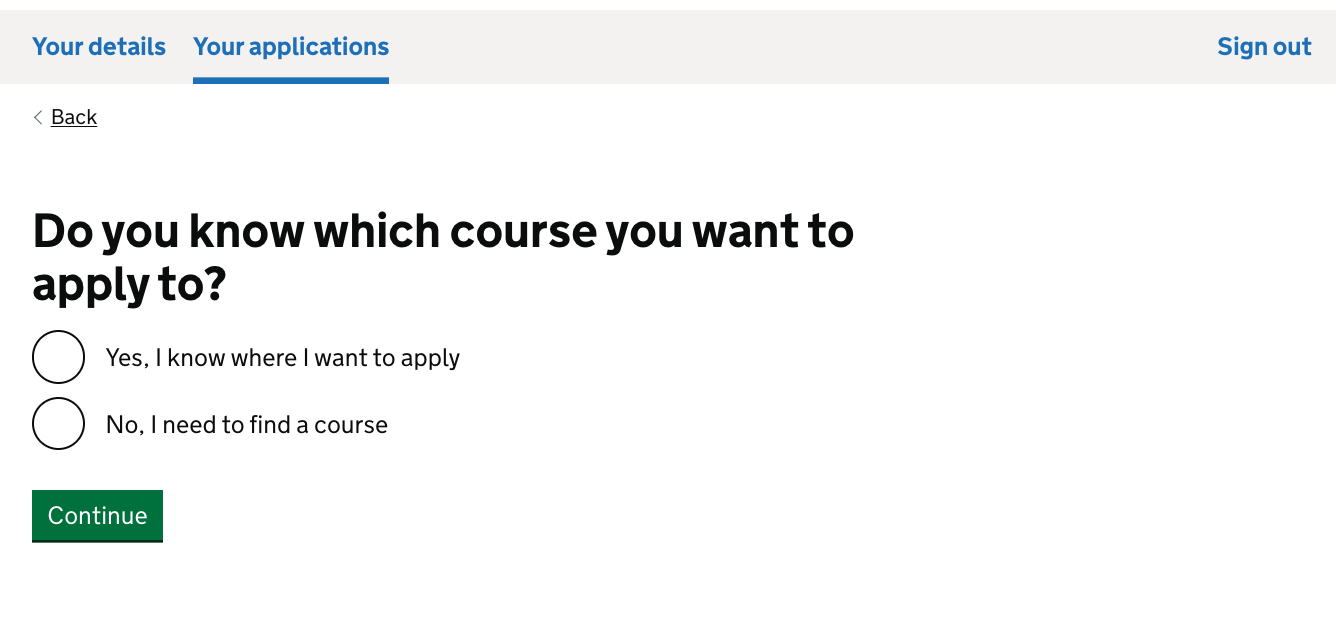 Your details Your applications Sign out
Back
Do you know which course you want to
apply to?
Yes, I know where I want to apply
No, I need to find a course
Continue